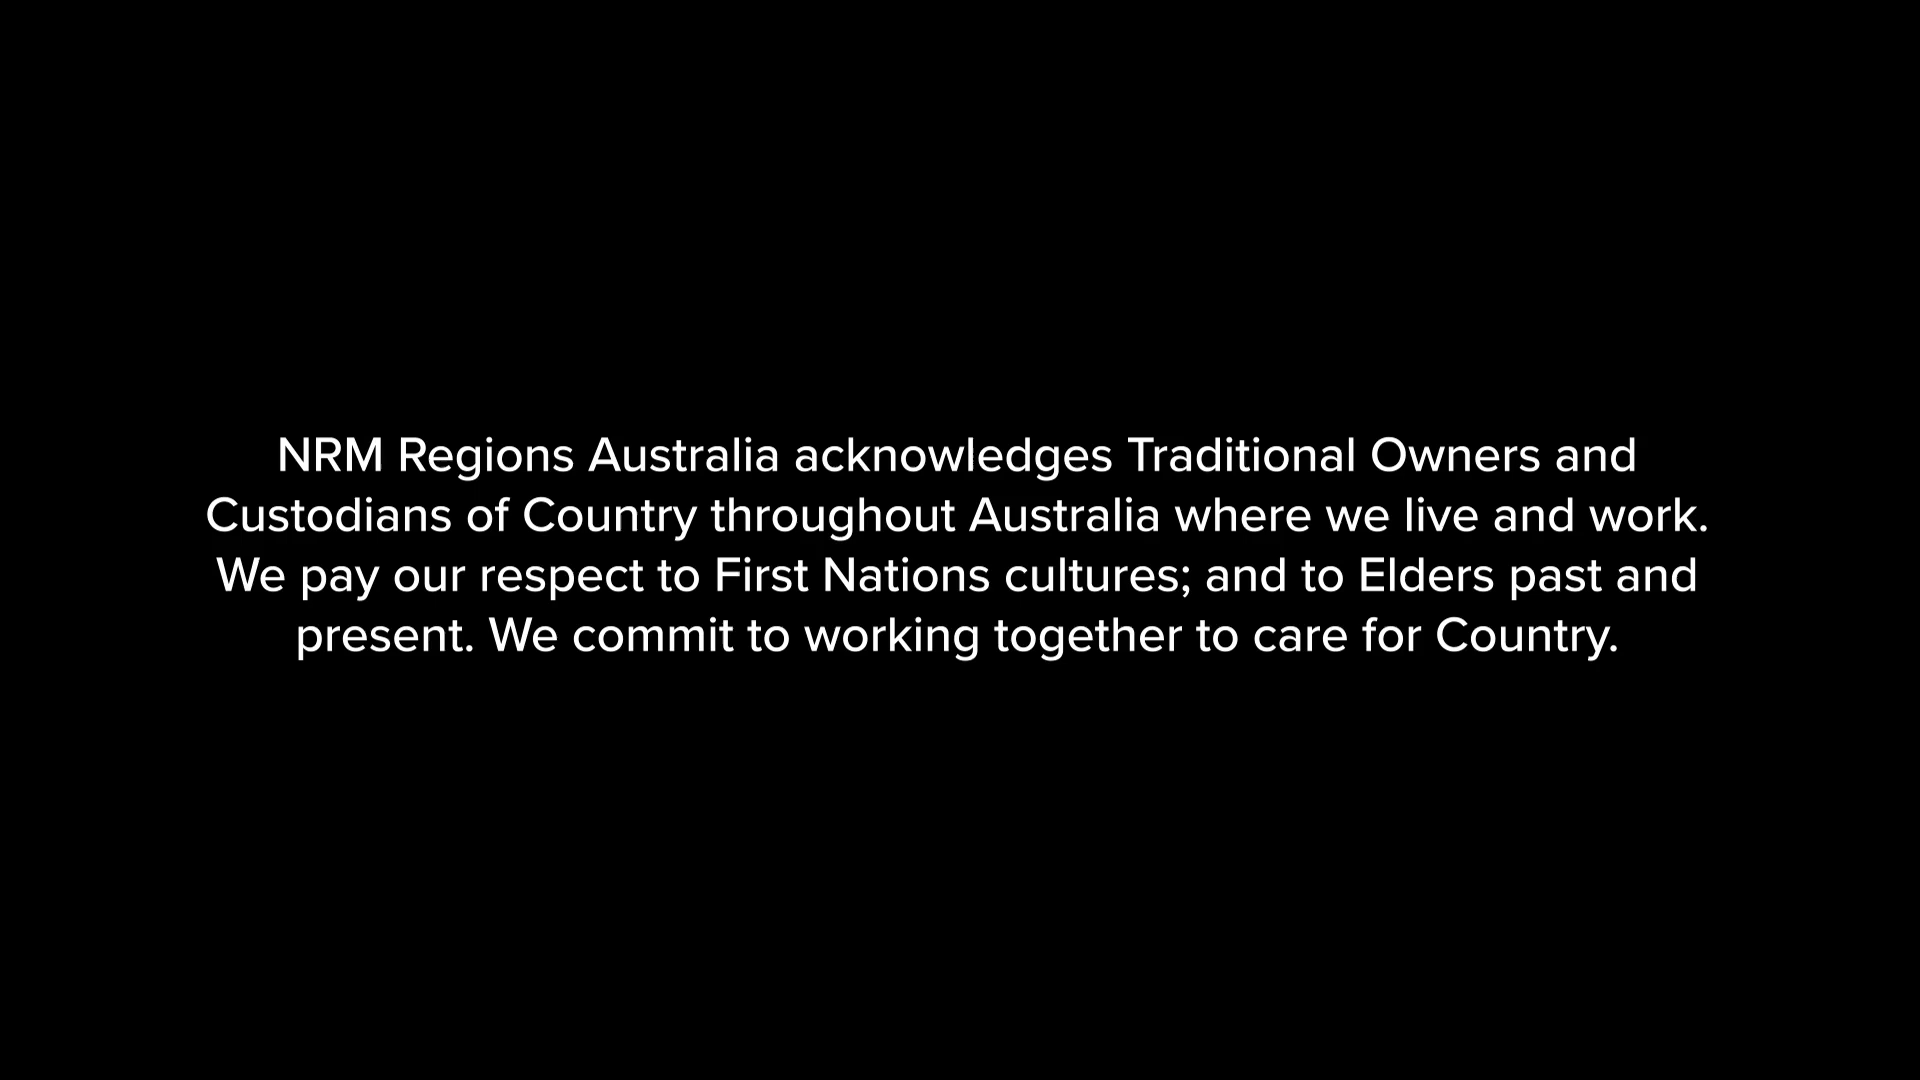 NRM Regions Australia acknowledges Traditional Owners and
Custodians of Country throughout Australia where we live and work.
We pay our respect to First Nations cultures; and to Elders past and
present. We commit to working together to care for Country.